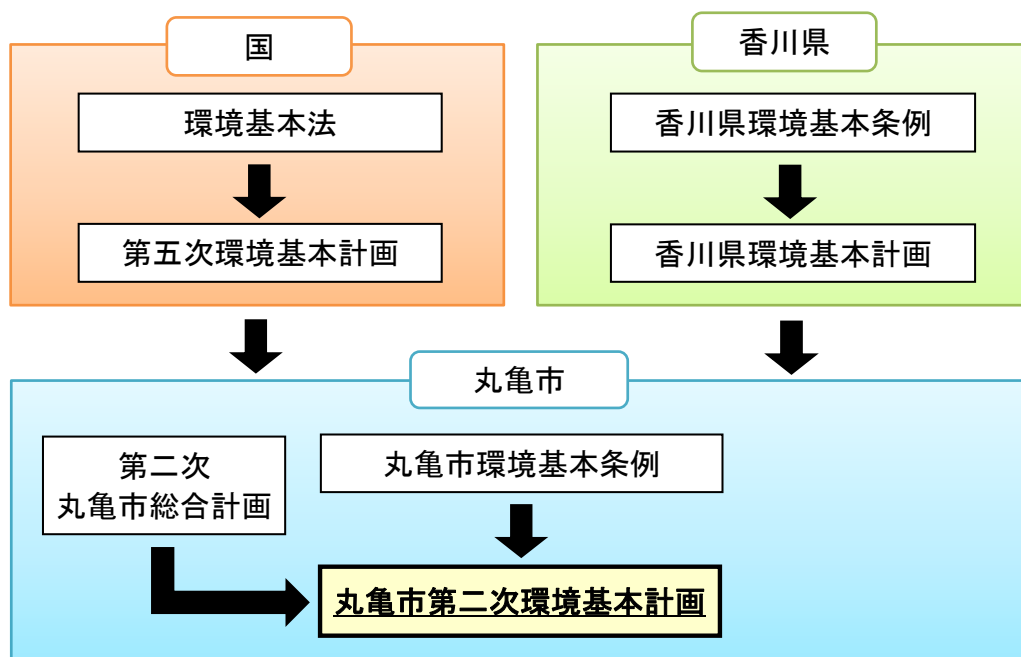 国
環境基本法
第五次環境基本計画
香川県
香川県環境基本条例
香川県環境基本計画
丸亀市
第二次
丸亀市総合計画
丸亀市環境基本条例
丸亀市第二次環境基本計画